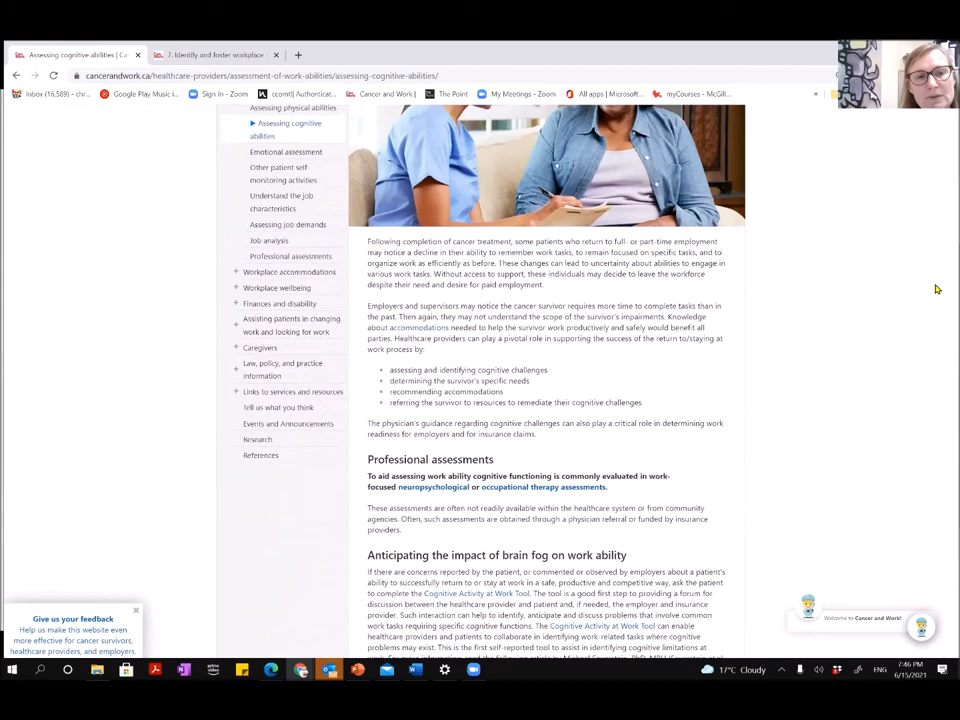 Assessing cognitive abilities | Ca
7. Identify and foster workplace
cancerandwork.ca/healthcare-providers/assessment-of-work-abilities/assessing-cognitive-abilities/
Inbox (16,589) - chr...
Google Play Music i...
Sign In - Zoom
ccomtl| Authenticat...
Cancer and Work |
The Point
My Meetings - Zoom
All apps | Microsoft...
myCourses - McGill...
»
Assessing physical abilities
Assessing cognitive
abilities
Emotional assessment
Other patient self-
monitoring activities
Understand the job
characteristics
Assessing job demands
Job analysis
Professional assessments
Workplace accommodations
Workplace wellbeing
Finances and disability
Assisting patients in changing
work and looking for work
Caregivers
Law, policy, and practice
information
Links to services and resources
Tell us what you think
Events and Announcements
Research
References
Following completion of cancer treatment, some patients who return to full- or part-time employment
may notice a decline in their ability to remember work tasks, to remain focused on specific tasks, and to
organize work as efficiently as before. These changes can lead to uncertainty about abilities to engage in
various work tasks. Without access to support, these individuals may decide to leave the workforce
despite their need and desire for paid employment.
Employers and supervisors may notice the cancer survivor requires more time to complete tasks than in
the past. Then again, they may not understand the scope of the survivor's impairments. Knowledge
about accommodations needed to help the survivor work productively and safely would benefit all
parties. Healthcare providers can play a pivotal role in supporting the success of the return to/staying at
work process by:
assessing and identifying cognitive challenges
determining the survivor's specific needs
recommending accommodations
referring the survivor to resources to remediate their cognitive challenges
The physician's guidance regarding cognitive challenges can also play a critical role in determining work
readiness for employers and for insurance claims.
Professional assessments
To aid assessing work ability cognitive functioning is commonly evaluated in work-
focused neuropsychological or occupational therapy assessments.
These assessments are often not readily available within the healthcare system or from community
agencies. Often, such assessments are obtained through a physician referral or funded by insurance
providers.
Anticipating the impact of brain fog on work ability
If there are concerns reported by the patient, or commented or observed by employers about a patient's
ability to successfully return to or stay at work in a safe, productive and competitive way, ask the patient
to complete the Cognitive Activity at Work Tool. The tool is a good first step to providing a forum for
discussion between the healthcare provider and patient and, if needed, the employer and insurance
provider. Such interaction can help to identify, anticipate and discuss problems that involve common
work tasks requiring specific cognitive functions. The Cognitive Activity at Work Tool can enable
healthcare providers and patients to collaborate in identifying work-related tasks where cognitive
problems may exist. This is the first self-reported tool to assist in identifying cognitive limitations at
Give us your feedback
Help us make this website even
more effective for cancer survivors,
healthcare providers, and employers.
Welcome to Cancer and Work!
17°C Cloudy
ENG
7:46 PM
6/15/2021